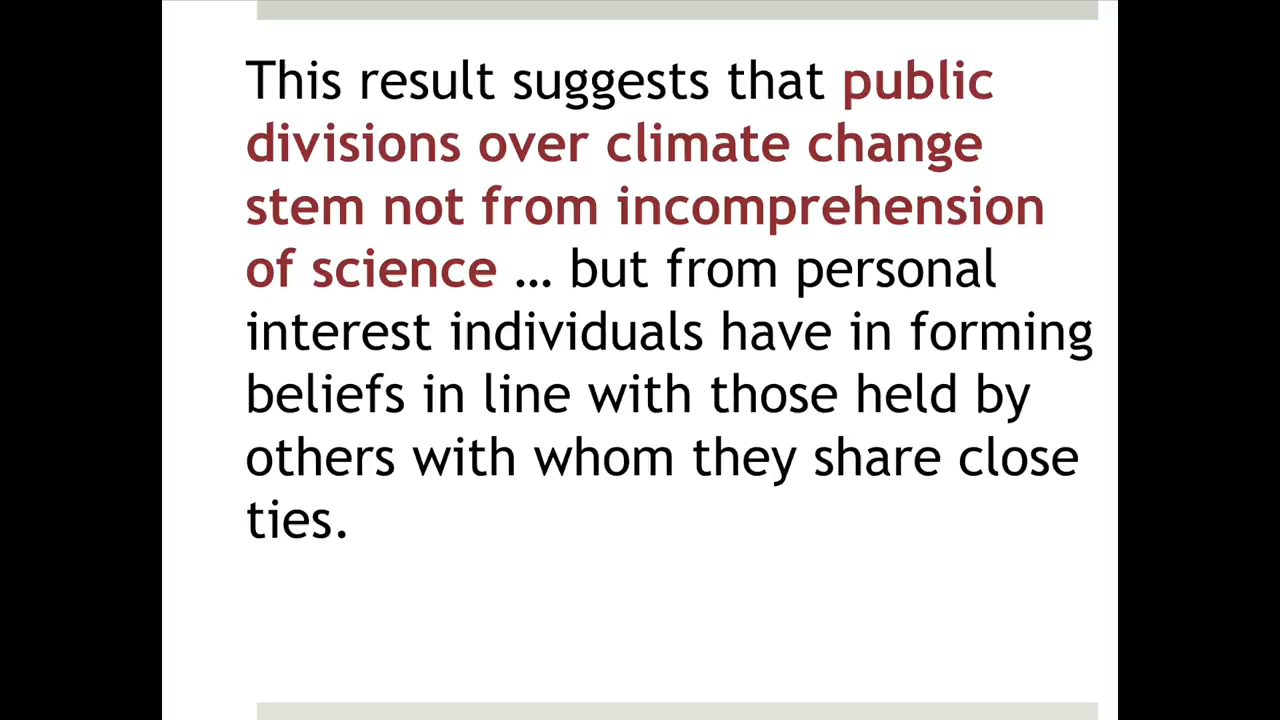 This result suggests that public
divisions over climate change
stem not from incomprehension
of science … but from personal
interest individuals have in forming
beliefs in line with those held by
others with whom they share close
ties.